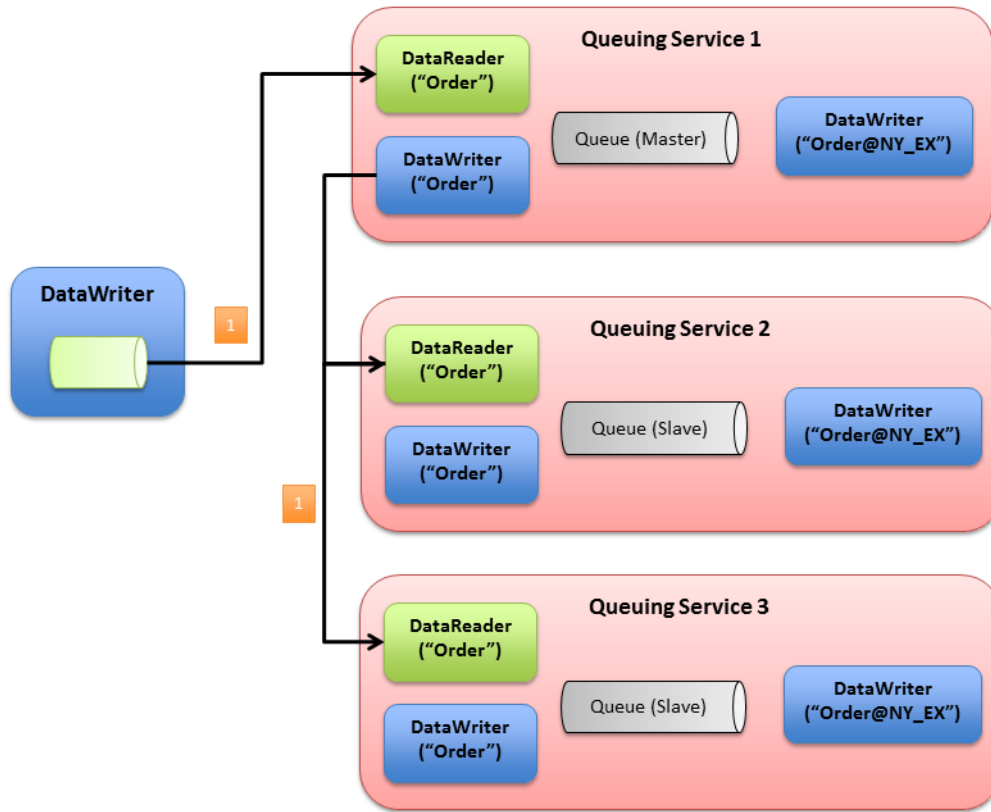 Queuing Service 1
DataReader
(“Order”)
DataWriter
(“Order”)
Queue (Master)
DataWriter
(“Order@NY_EX”)
DataWriter
1
Queuing Service 2
DataReader
(“Order”)
DataWriter
(“Order”)
Queue (Slave)
DataWriter
(“Order@NY_EX”)
1
Queuing Service 3
DataReader
(“Order”)
DataWriter
(“Order”)
Queue (Slave)
DataWriter
(“Order@NY_EX”)